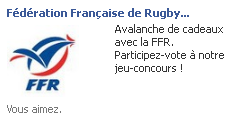 Fédération Française de Rugby...
Avalanche de cadeaux
avec la FFR.
Participez-vote à notre
jeu-concours !
FFR
Vous aimez.